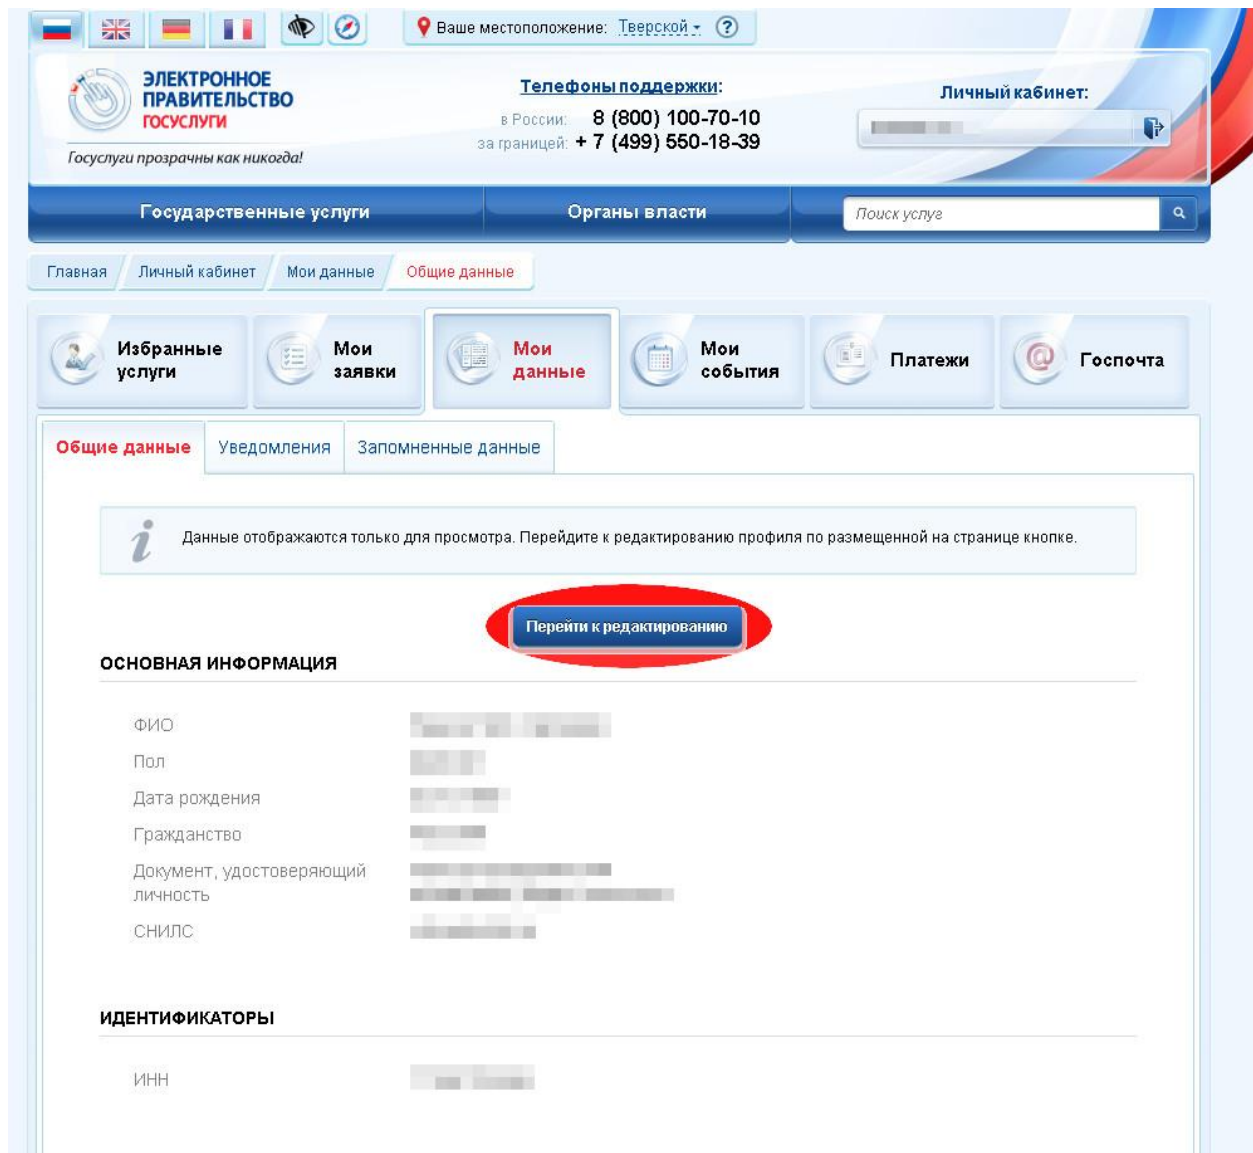 Ваше местоположение: Тверской
?
ЭЛЕКТРОННОЕ
ПРАВИТЕЛЬСТВО
ГОСУСЛУГИ
Госуслуги прозрачны как никогда!
Телефоны поддержки:
в России: 8 (800) 100-70-10
за границей: + 7 (499) 550-18-39
Личный кабинет:
Государственные услуги
Органы власти
Поиск услуг
Главная
Личный кабинет
Мои данные
Общие данные
Избранные
услуги
Мои
заявки
Мои
данные
Мои
события
Платежи
@
Госпочта
Общие данные
Уведомления
Запомненные данные
i
Данные отображаются только для просмотра. Перейдите к редактированию профиля по размещенной на странице кнопке.
Перейти к редактированию
ОСНОВНАЯ ИНФОРМАЦИЯ
ФИО
Пол
Дата рождения
Гражданство
Документ, удостоверяющий
личность
СНИЛС
ИДЕНТИФИКАТОРЫ
ИНН